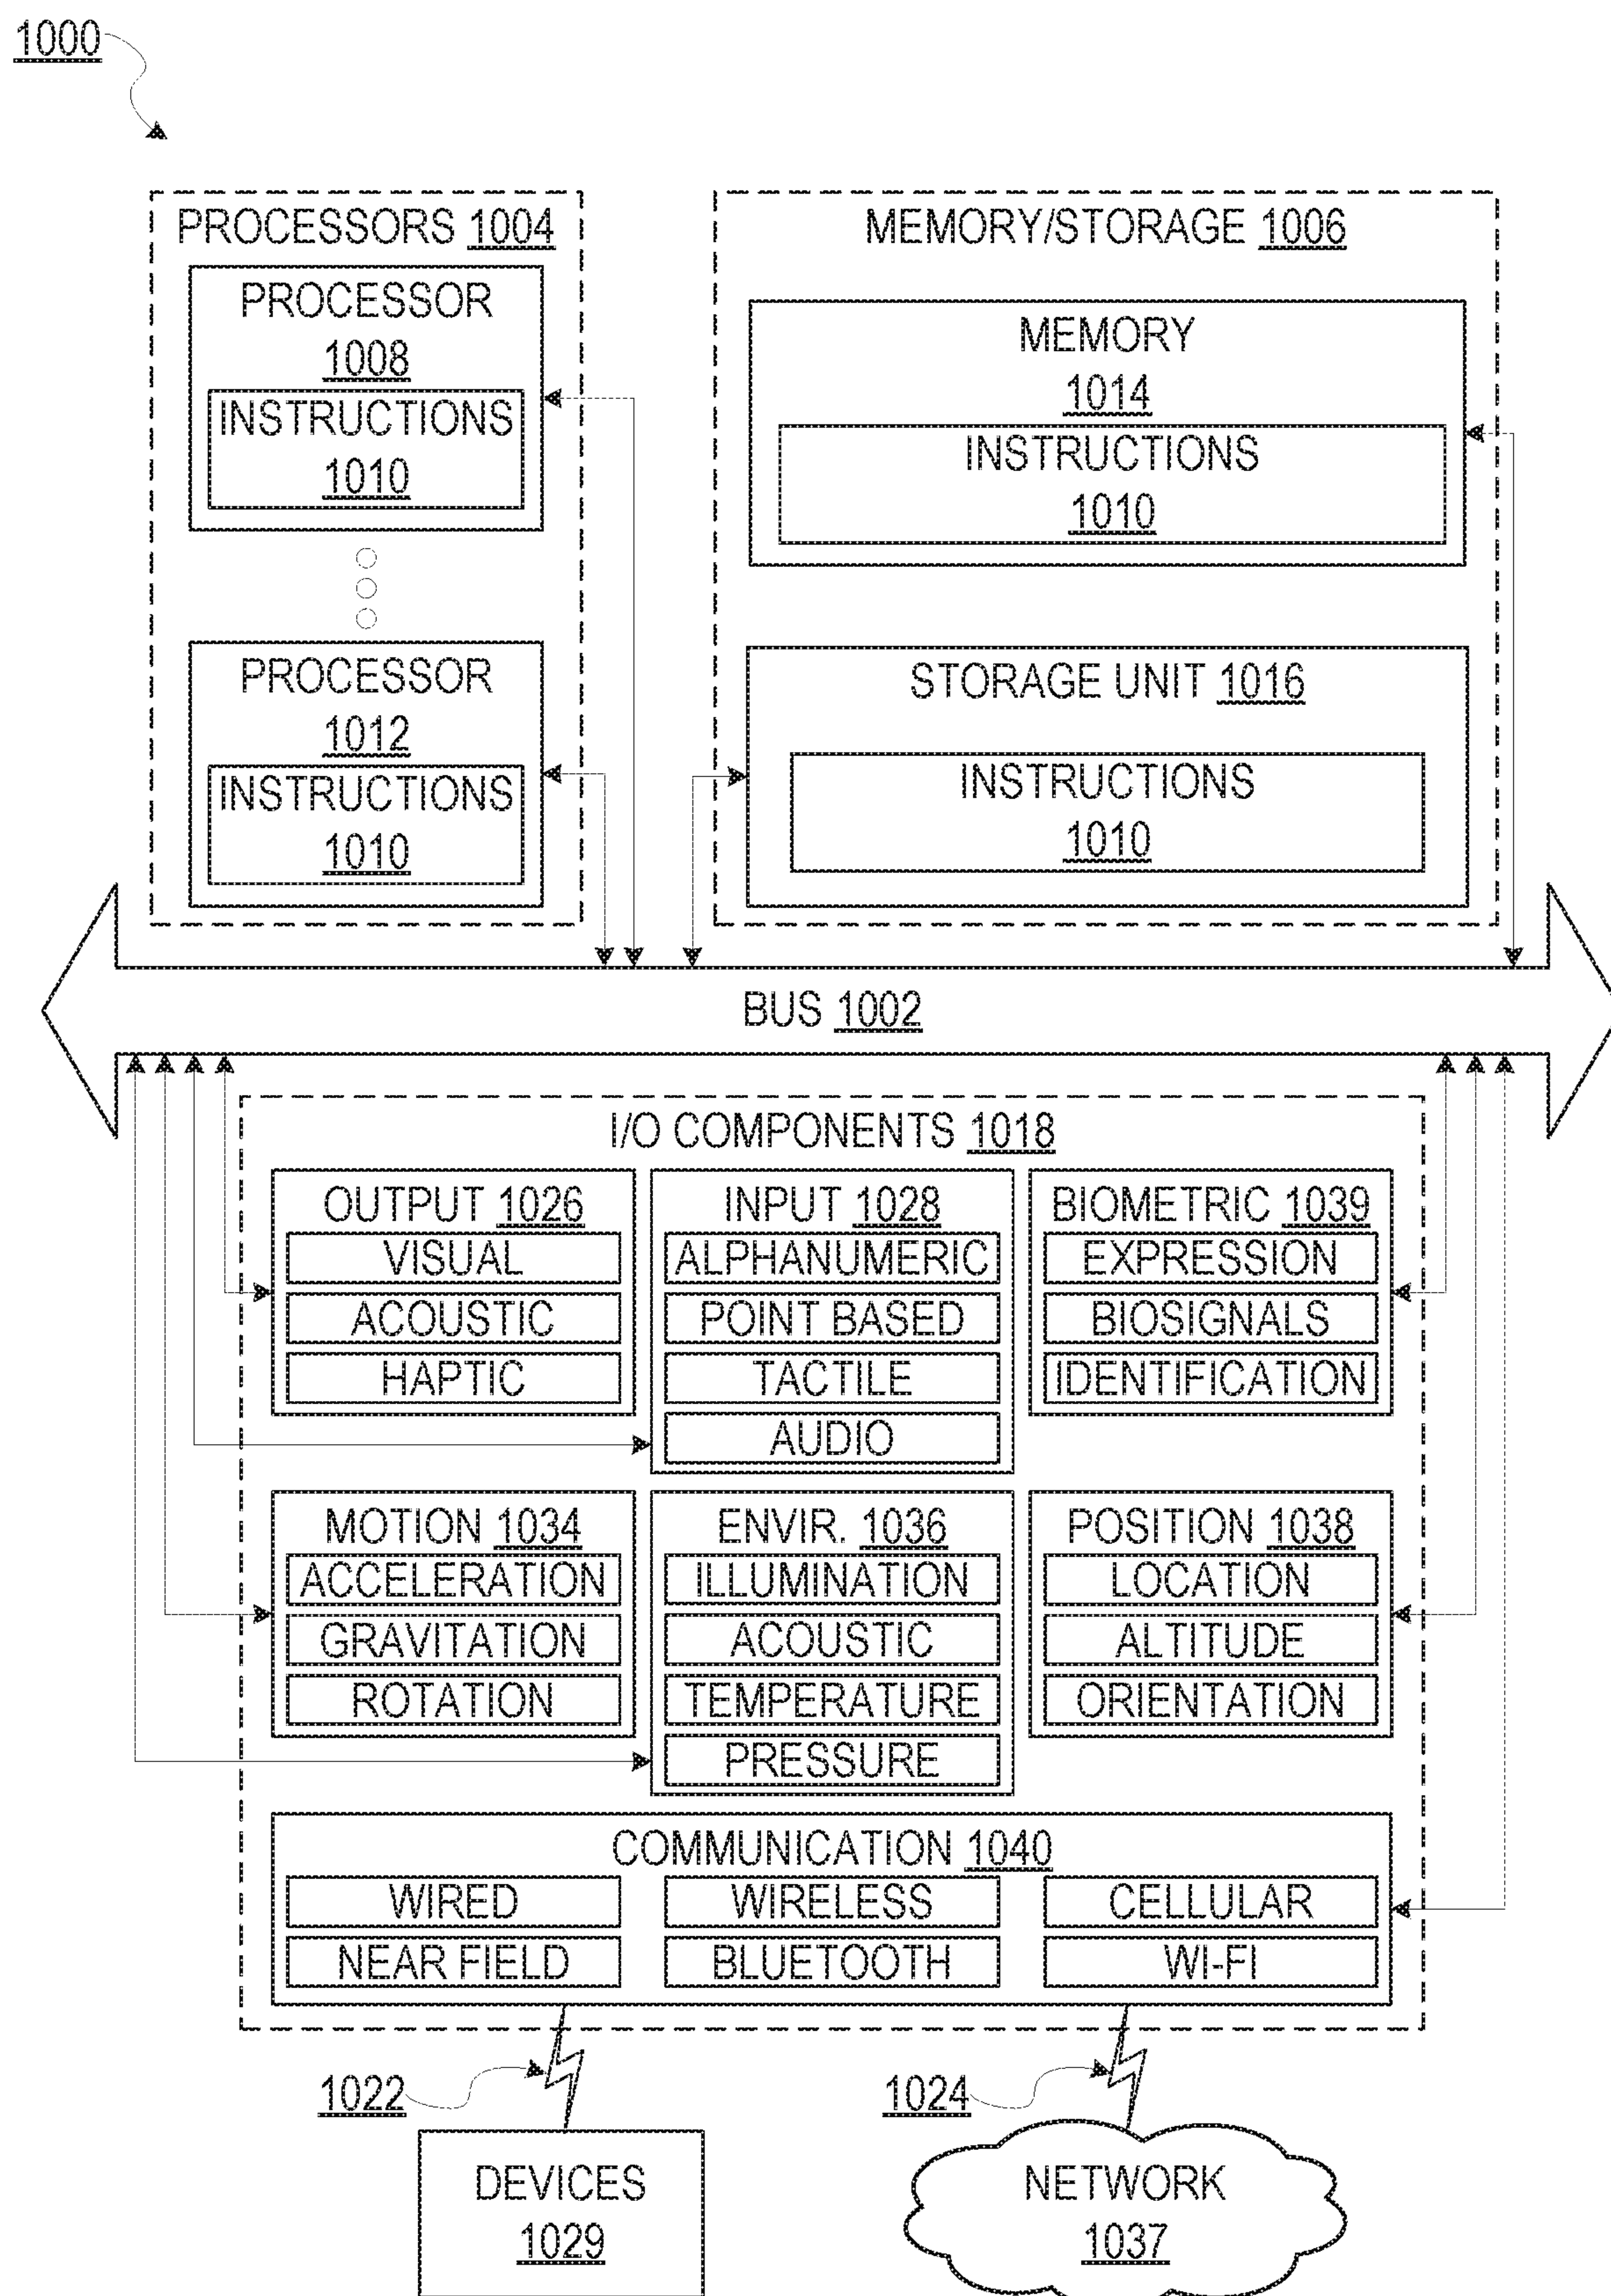 1000
PROCESSORS 1004
PROCESSOR
1008
INSTRUCTIONS
1010
PROCESSOR
1012
INSTRUCTIONS
1010
MEMORY/STORAGE 1006
MEMORY
1014
INSTRUCTIONS
1010
STORAGE UNIT 1016
INSTRUCTIONS
1010
BUS 1002
I/O COMPONENTS 1018
OUTPUT 1026
VISUAL
ACOUSTIC
HAPTIC
INPUT 1028
ALPHANUMERIC
POINT BASED
TACTILE
AUDIO
BIOMETRIC 1039
EXPRESSION
BIOSIGNALS
IDENTIFICATION
MOTION 1034
ACCELERATION
GRAVITATION
ROTATION
ENVIR. 1036
ILLUMINATION
ACOUSTIC
TEMPERATURE
PRESSURE
POSITION 1038
LOCATION
ALTITUDE
ORIENTATION
COMMUNICATION 1040
WIRED
WIRELESS
CELLULAR
NEAR FIELD
BLUETOOTH
WI-FI
1022
1024
DEVICES
1029
NETWORK
1037